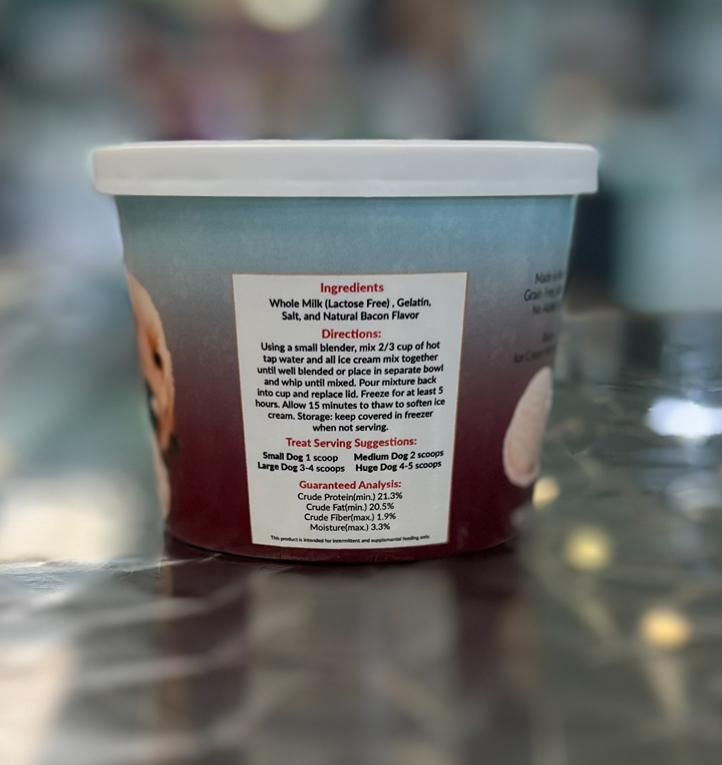 Ingredients
Whole Milk (Lactose Free) , Gelatin,
Salt, and Natural Bacon Flavor
Directions:
Using a small blender, mix 2/3 cup of hot
tap water and all ice cream mix together
until well blended or place in separate bowl
and whip until mixed. Pour mixture back
into cup and replace lid. Freeze for at least 5
hours. Allow 15 minutes to thaw to soften ice
cream. Storage: keep covered in freezer
when not serving.
Treat Serving Suggestions:
Small Dog 1 scoop Medium Dog 2 scoops
Large Dog 3-4 scoops Huge Dog 4-5 scoops
Guaranteed Analysis:
Crude Protein(min.) 21.3%
Crude Fat(min.) 20.5%
Crude Fiber(max.) 1.9%
Moisture(max.) 3.3%
This product is intended for intermittent and supplemental feeding only.
Made
Grain
No
Ice Cream